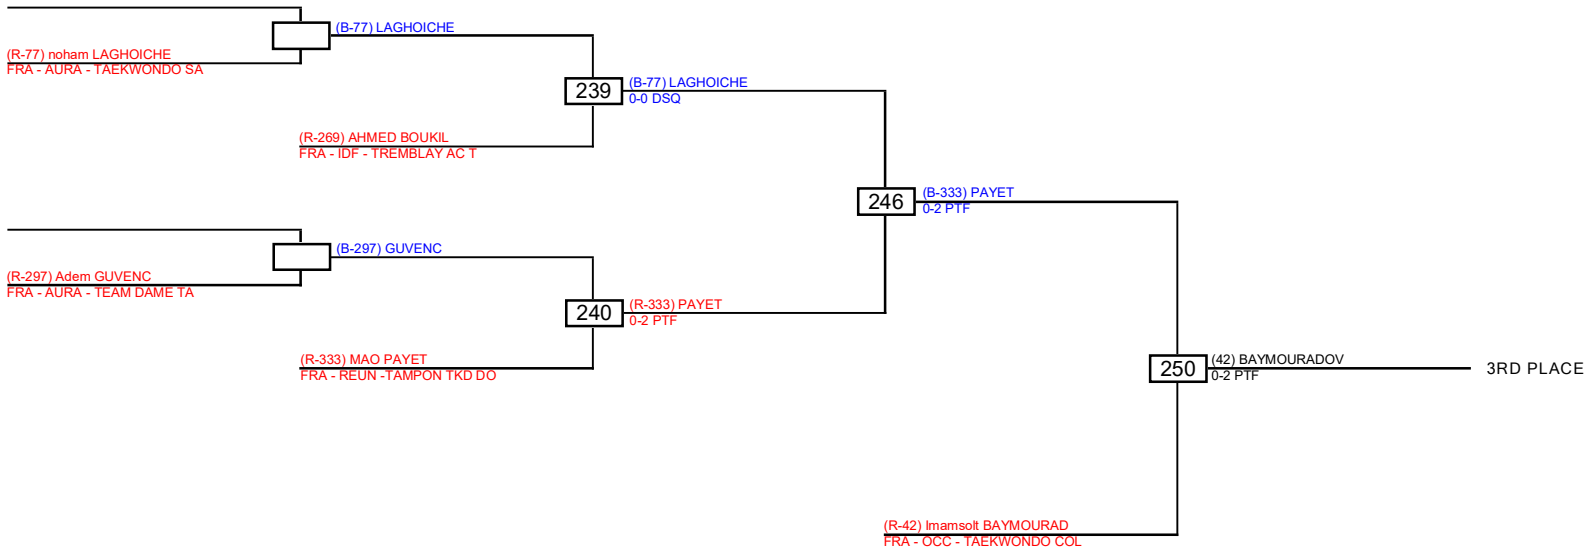 (B-77) LAGHOICHE
(R-77) noham LAGHOICHE
FRA - AURA - TAEKWONDO SA
239
(B-77) LAGHOICHE
0-0 DSQ
(R-269) AHMED BOUKIL
FRA - IDF - TREMBLAY AC T
246
(B-333) PAYET
0-2 PTF
(B-297) GUVENC
(R-297) Adem GUVENC
FRA - AURA - TEAM DAME TA
240
(R-333) PAYET
0-2 PTF
(R-333) MAO PAYET
FRA - REUN -TAMPON TKD DO
250
(42) BAYMOURADOV
0-2 PTF
3RD PLACE
(R-42) Imamsolt BAYMOURAD
FRA - OCC - TAEKWONDO COL